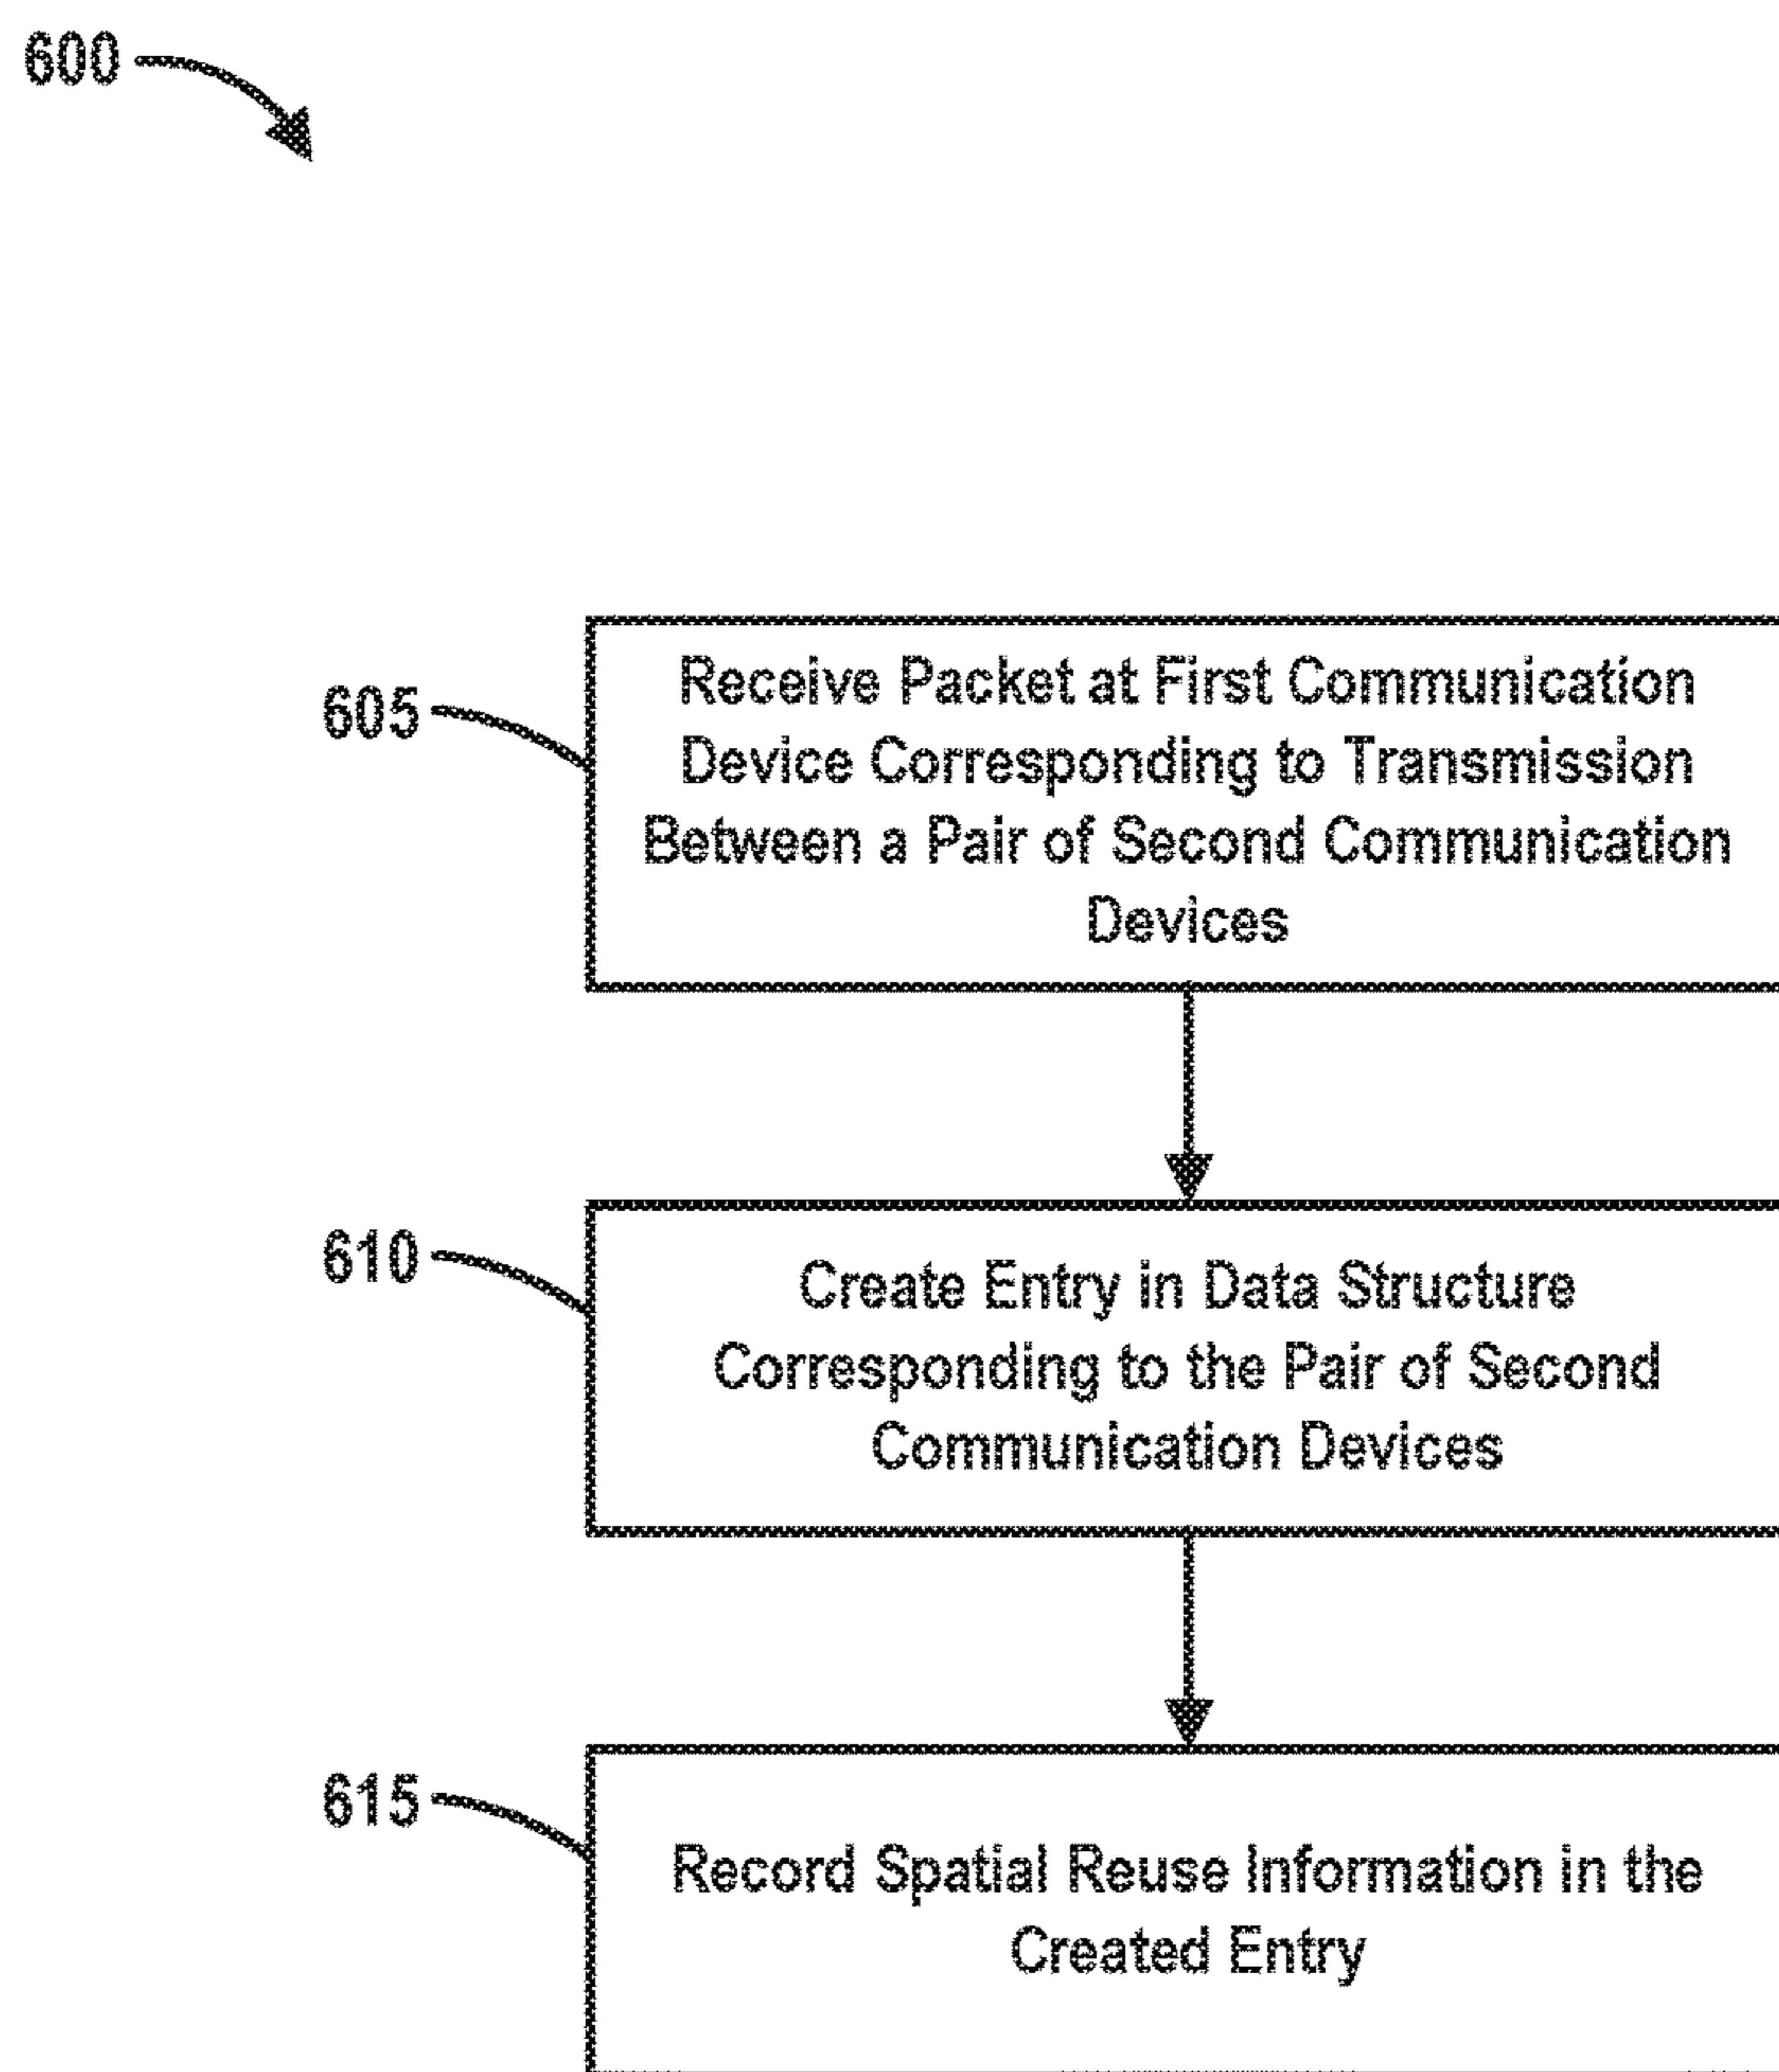 600
605
Receive Packet at First Communication
Device Corresponding to Transmission
Between a Pair of Second Communication
Devices
610
Create Entry in Data Structure
Corresponding to the Pair of Second
Communication Devices
615
Record Spatial Reuse Information in the
Created Entry